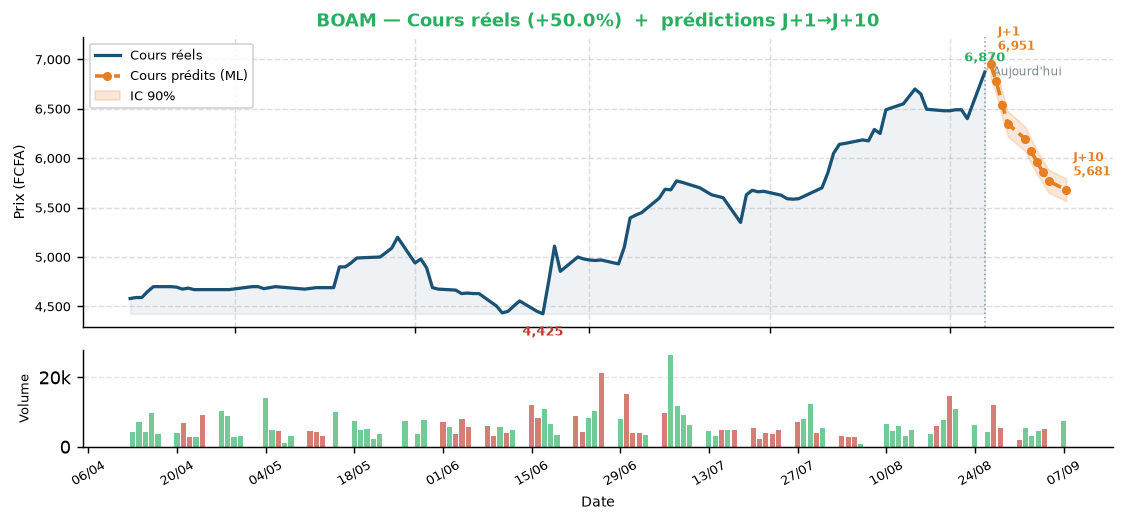 BOAM — Cours réels (+50.0%)  +  prédictions J+1→J+10
Cours réels
Cours prédits (ML)
IC 90%
J+1
6,951
6,870
Aujourd'hui
J+10
5,681
4,425
Prix (FCFA)
7,000
6,500
6,000
5,500
5,000
4,500
Volume
20k
0
06/04
20/04
04/05
18/05
01/06
15/06
29/06
13/07
27/07
10/08
24/08
07/09
Date